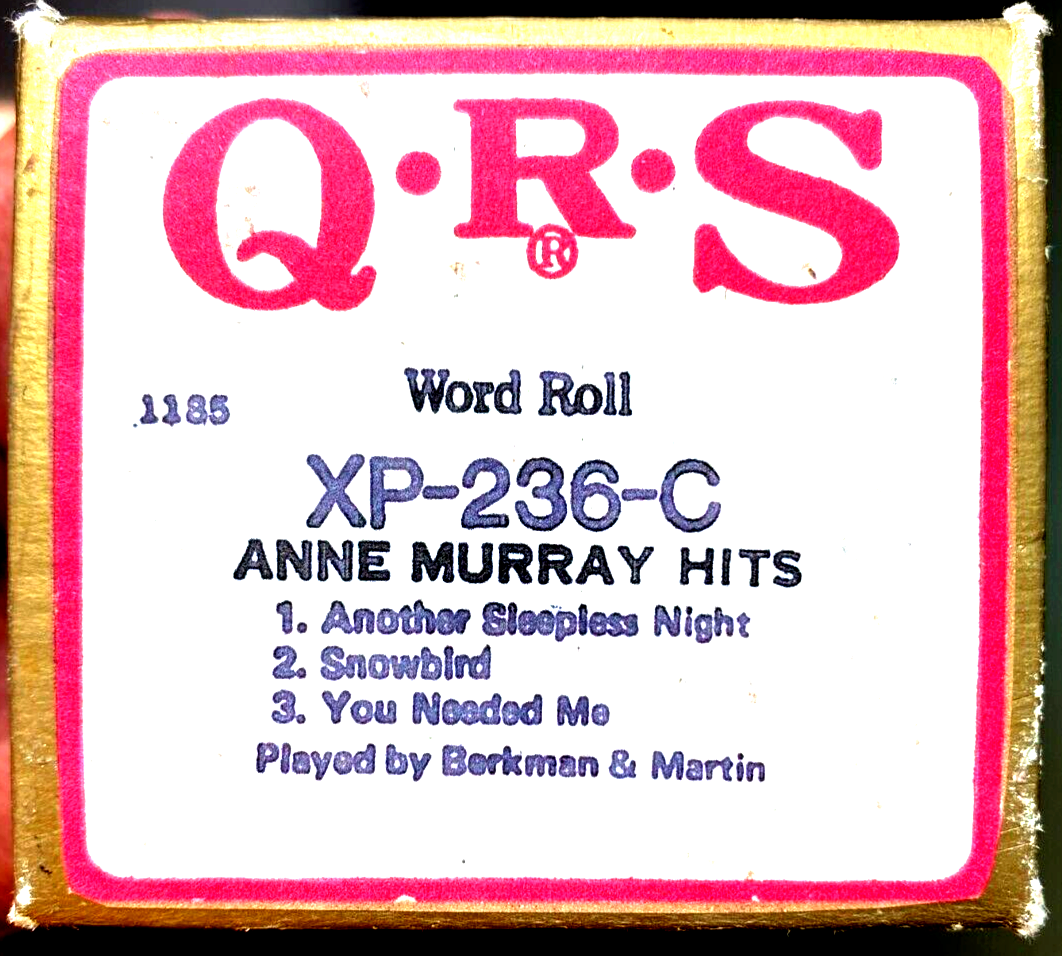 Q·R·S
®
Word Roll
1185
XP-236-C
ANNE MURRAY HITS
1. Another Sleepless Night
2. Snowbird
3. You Needed Me
Played by Berkman & Martin